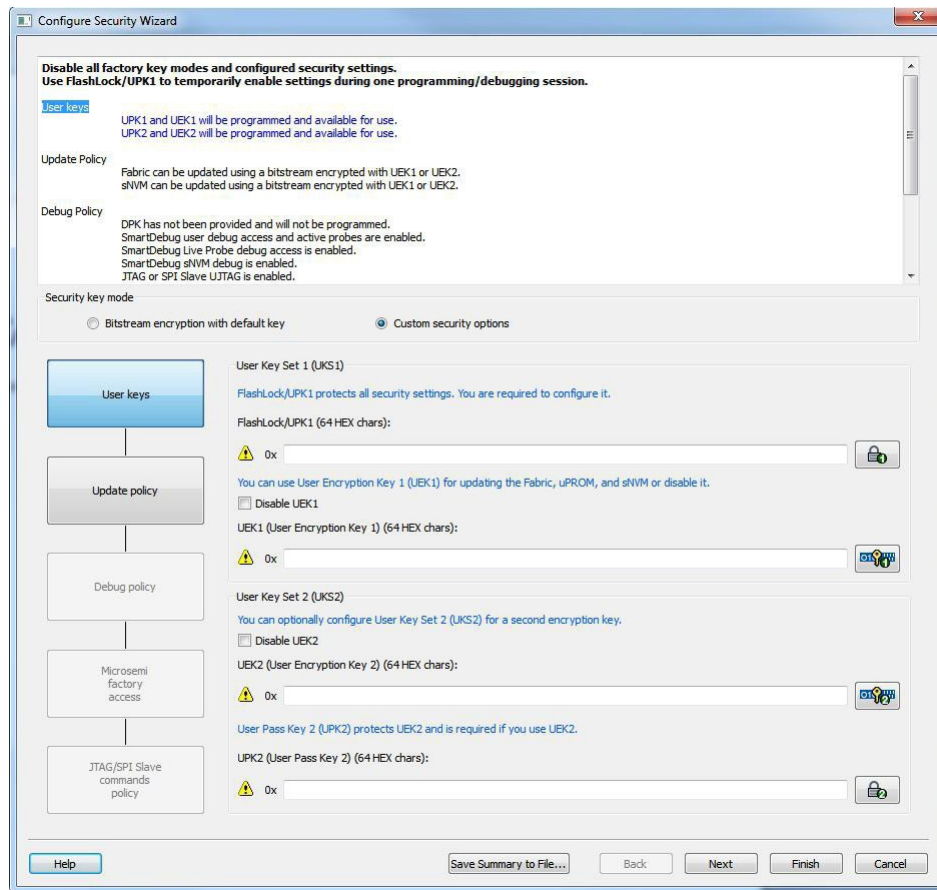 Configure Security Wizard
Disable all factory key modes and configured security settings.
Use FlashLock/UPK1 to temporarily enable settings during one programming/debugging session.
User keys
UPK1 and UEK1 will be programmed and available for use.
UPK2 and UEK2 will be programmed and available for use.
Update Policy
Fabric can be updated using a bitstream encrypted with UEK1 or UEK2.
sNVM can be updated using a bitstream encrypted with UEK1 or UEK2.
Debug Policy
DPK has not been provided and will not be programmed.
SmartDebug user debug access and active probes are enabled.
SmartDebug Live Probe debug access is enabled.
SmartDebug sNVM debug is enabled.
JTAG or SPI Slave UJTAG is enabled.
Security key mode
Bitstream encryption with default key
Custom security options
User keys
Update policy
Debug policy
Microsemi
factory
access
JTAG/SPI Slave
commands
policy
User Key Set 1 (UKS1)
FlashLock/UPK1 protects all security settings. You are required to configure it.
FlashLock/UPK1 (64 HEX chars):
0x
1
You can use User Encryption Key 1 (UEK1) for updating the Fabric, uPROM, and sNVM or disable it.
Disable UEK1
UEK1 (User Encryption Key 1) (64 HEX chars):
0x
1
User Key Set 2 (UKS2)
You can optionally configure User Key Set 2 (UKS2) for a second encryption key.
Disable UEK2
UEK2 (User Encryption Key 2) (64 HEX chars):
0x
2
User Pass Key 2 (UPK2) protects UEK2 and is required if you use UEK2.
UPK2 (User Pass Key 2) (64 HEX chars):
0x
2
Help
Save Summary to File...
Back
Next
Finish
Cancel